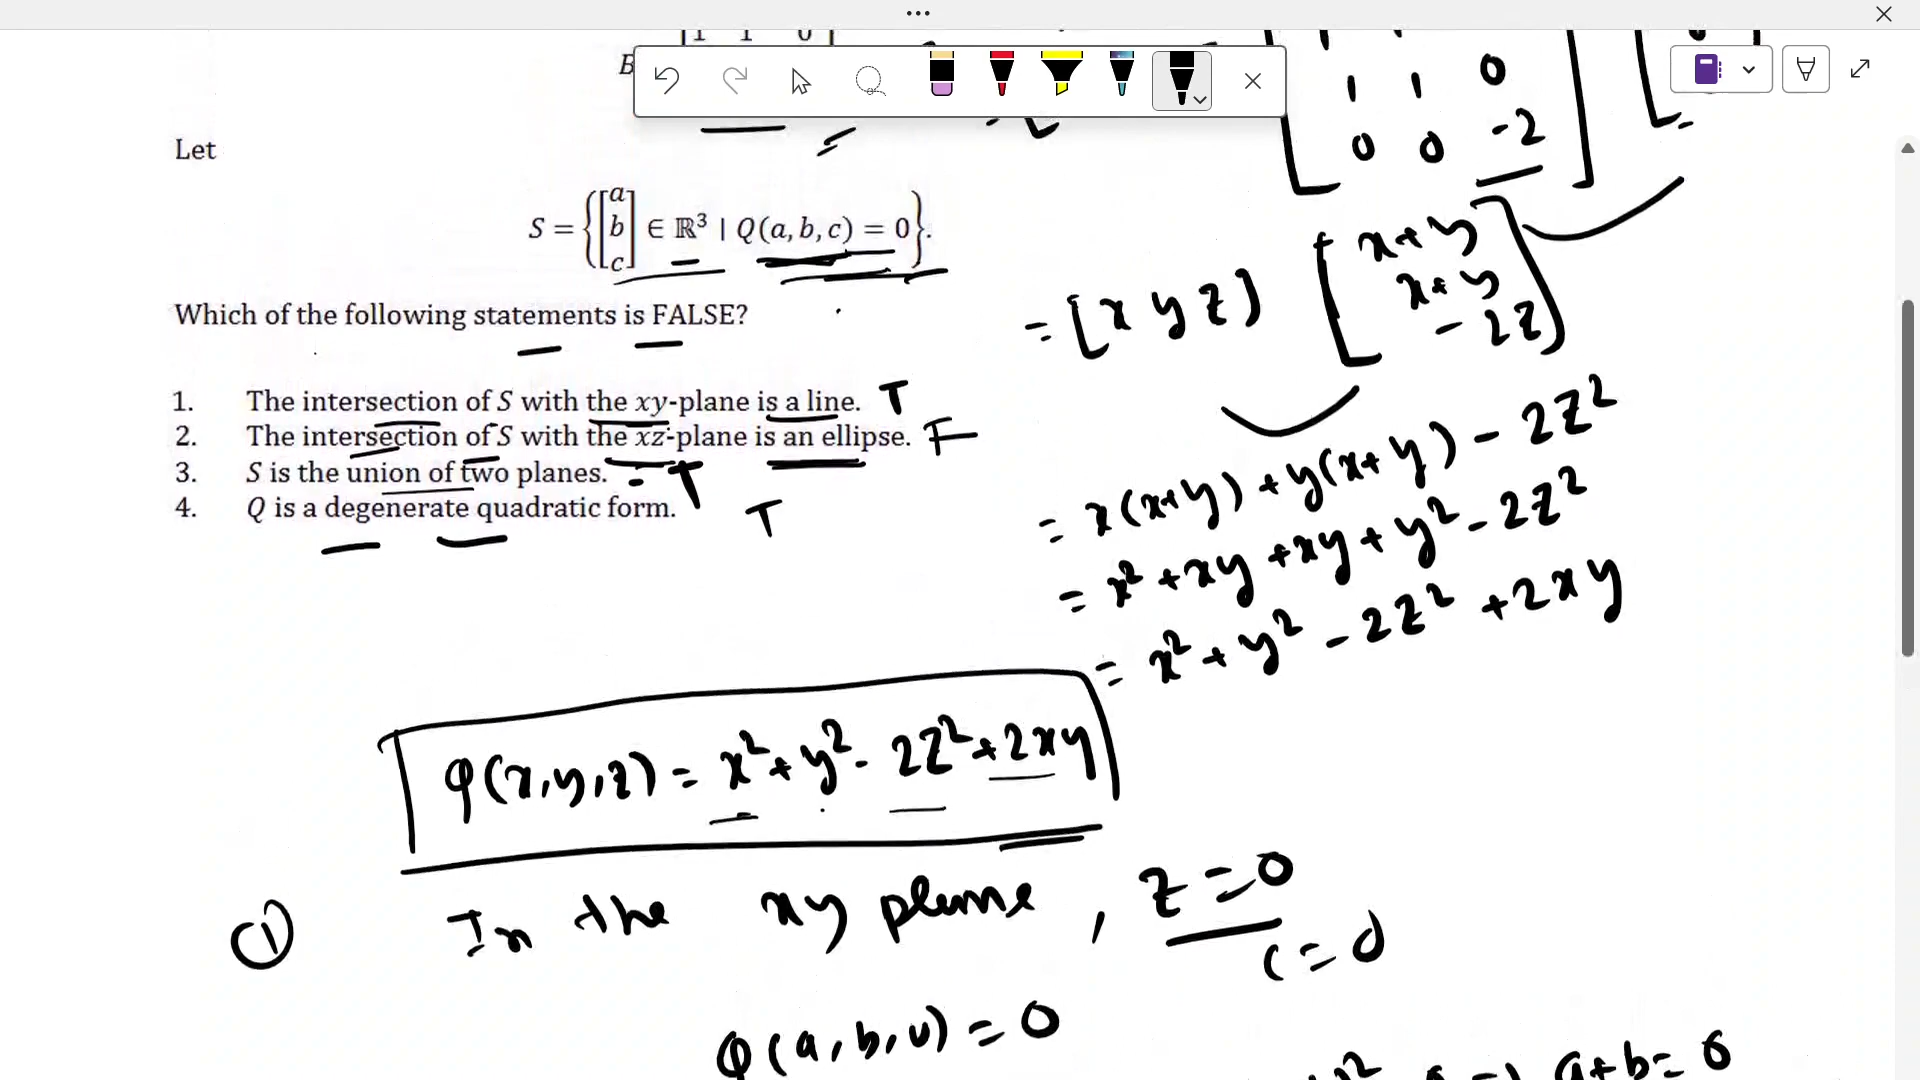 1 1 0
B
1 1 0
0 0 -2
Let
S = {[a b c] ∈ ℝ³ | Q(a, b, c) = 0}.
= [x y z] [x+y x+y -2z]
Which of the following statements is FALSE?
1. The intersection of S with the xy-plane is a line. T
2. The intersection of S with the xz-plane is an ellipse. F
3. S is the union of two planes. = T
4. Q is a degenerate quadratic form. T
= x(x+y) + y(x+y) - 2z²
= x² + xy + xy + y² - 2z²
= x² + y² - 2z² + 2xy
φ(x,y,z) = x² + y² - 2z² + 2xy
① In the xy plane, z = 0
c = 0
φ(a, b, 0) = 0
a+b = 0